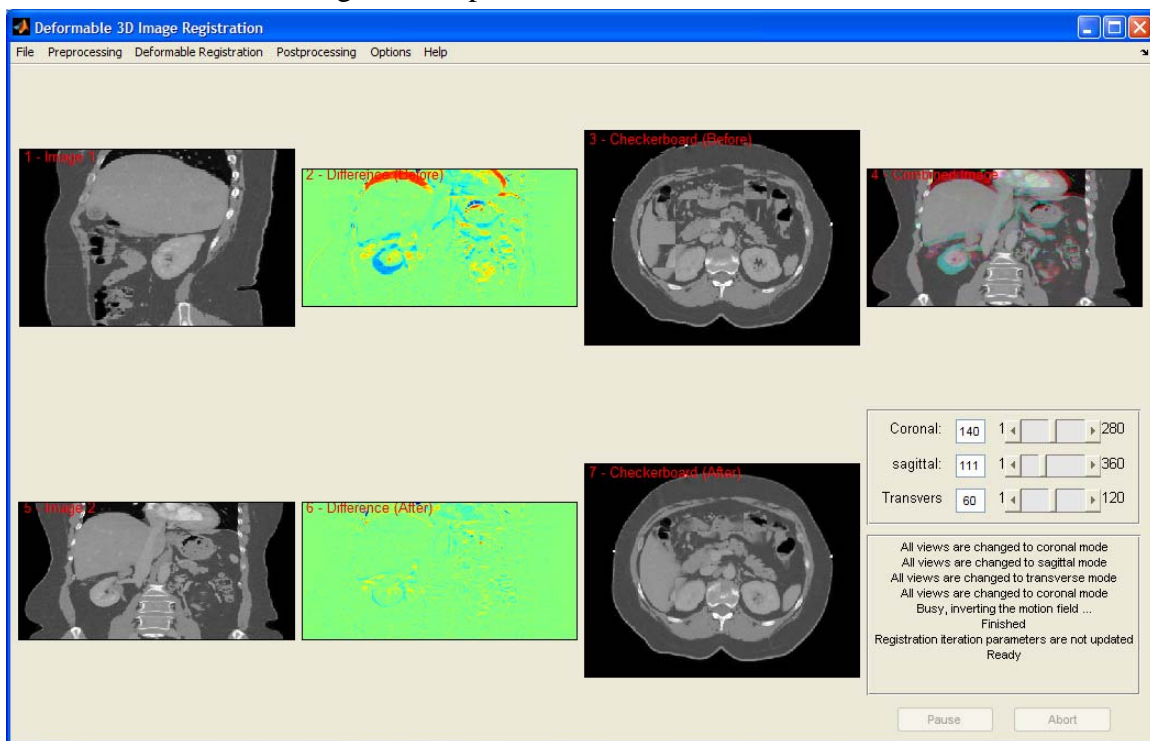 Deformable 3D Image Registration
File Preprocessing Deformable Registration Postprocessing Options Help
1 - Image 1
2 - Difference (Before)
3 - Checkerboard (Before)
4 - Combined Image
5 - Image 2
6 - Difference (After)
7 - Checkerboard (After)
Coronal: 140 1 280
sagittal: 111 1 360
Transvers 60 1 120
All views are changed to coronal mode
All views are changed to sagittal mode
All views are changed to transverse mode
All views are changed to coronal mode
Busy, inverting the motion field ...
Finished
Registration iteration parameters are not updated
Ready
Pause Abort